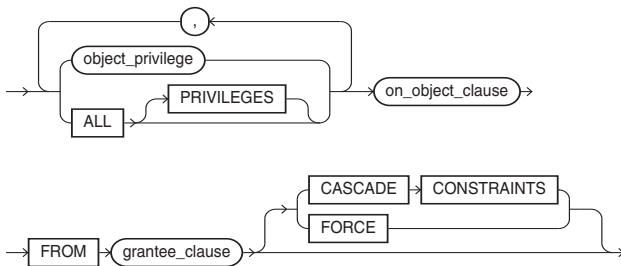 ,
object_privilege
PRIVILEGES
ALL
on_object_clause
CASCADE CONSTRAINTS
FORCE
FROM grantee_clause